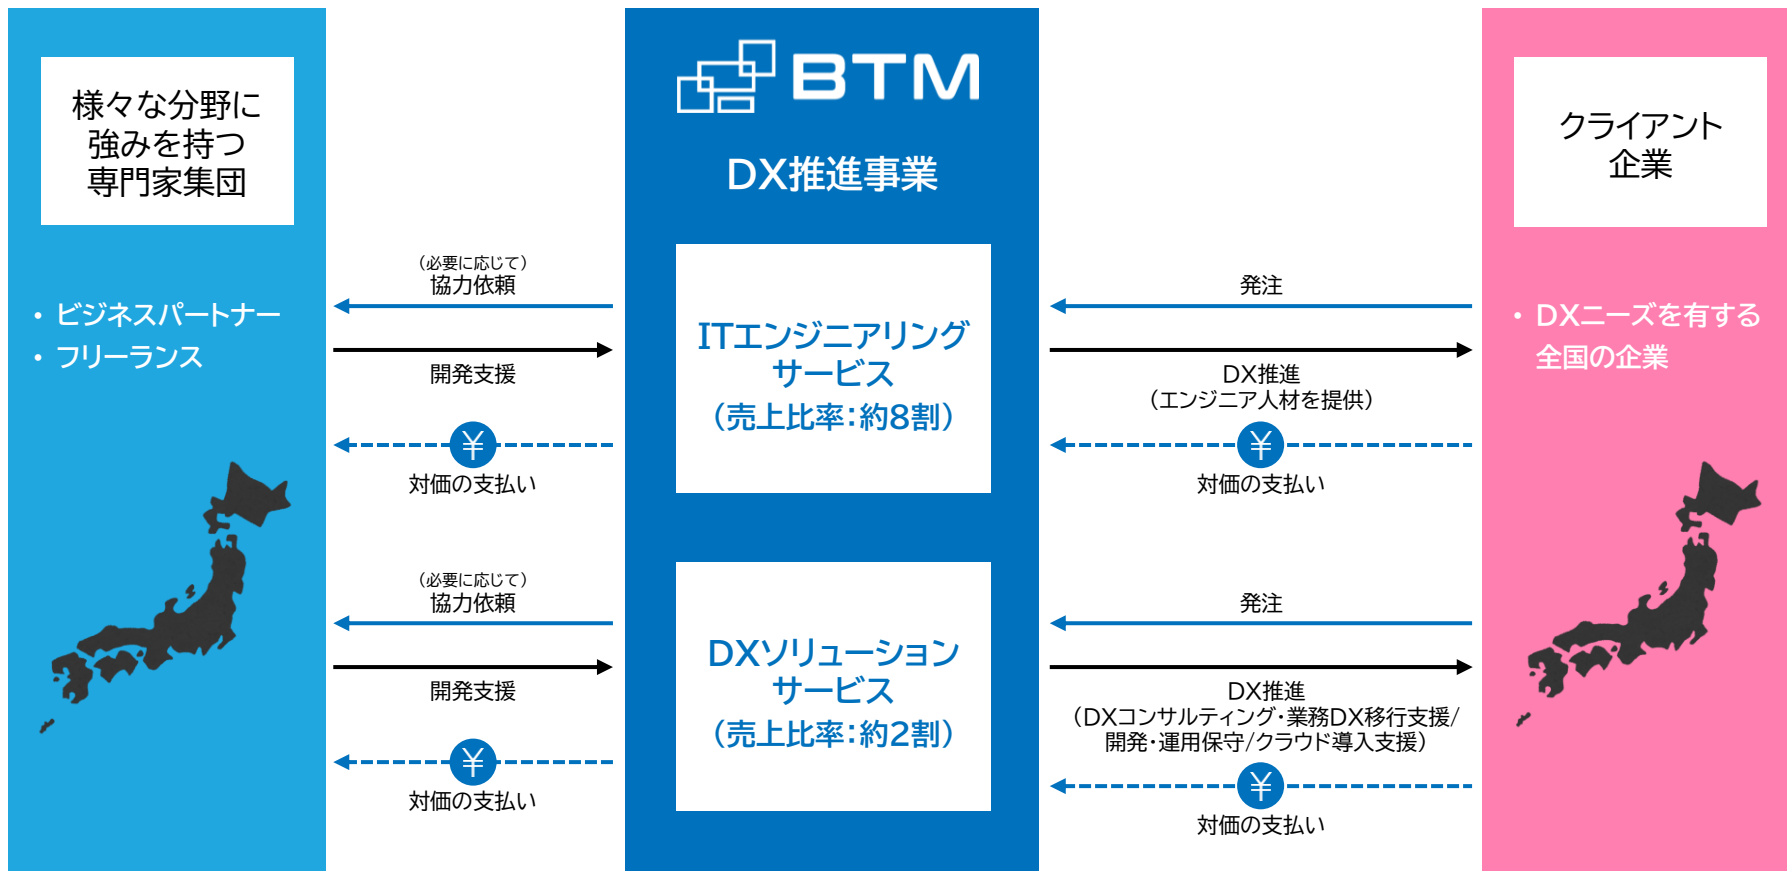 様々な分野に
強みを持つ
専門家集団
・ ビジネスパートナー
・ フリーランス
(必要に応じて)
協力依頼
開発支援
¥
対価の支払い
(必要に応じて)
協力依頼
開発支援
¥
対価の支払い
BTM
DX推進事業
ITエンジニアリング
サービス
(売上比率：約8割)
DXソリューション
サービス
(売上比率：約2割)
発注
DX推進
(エンジニア人材を提供)
¥
対価の支払い
発注
DX推進
(DXコンサルティング・業務DX移行支援/
開発・運用保守/クラウド導入支援)
¥
対価の支払い
クライアント
企業
・ DXニーズを有する
全国の企業